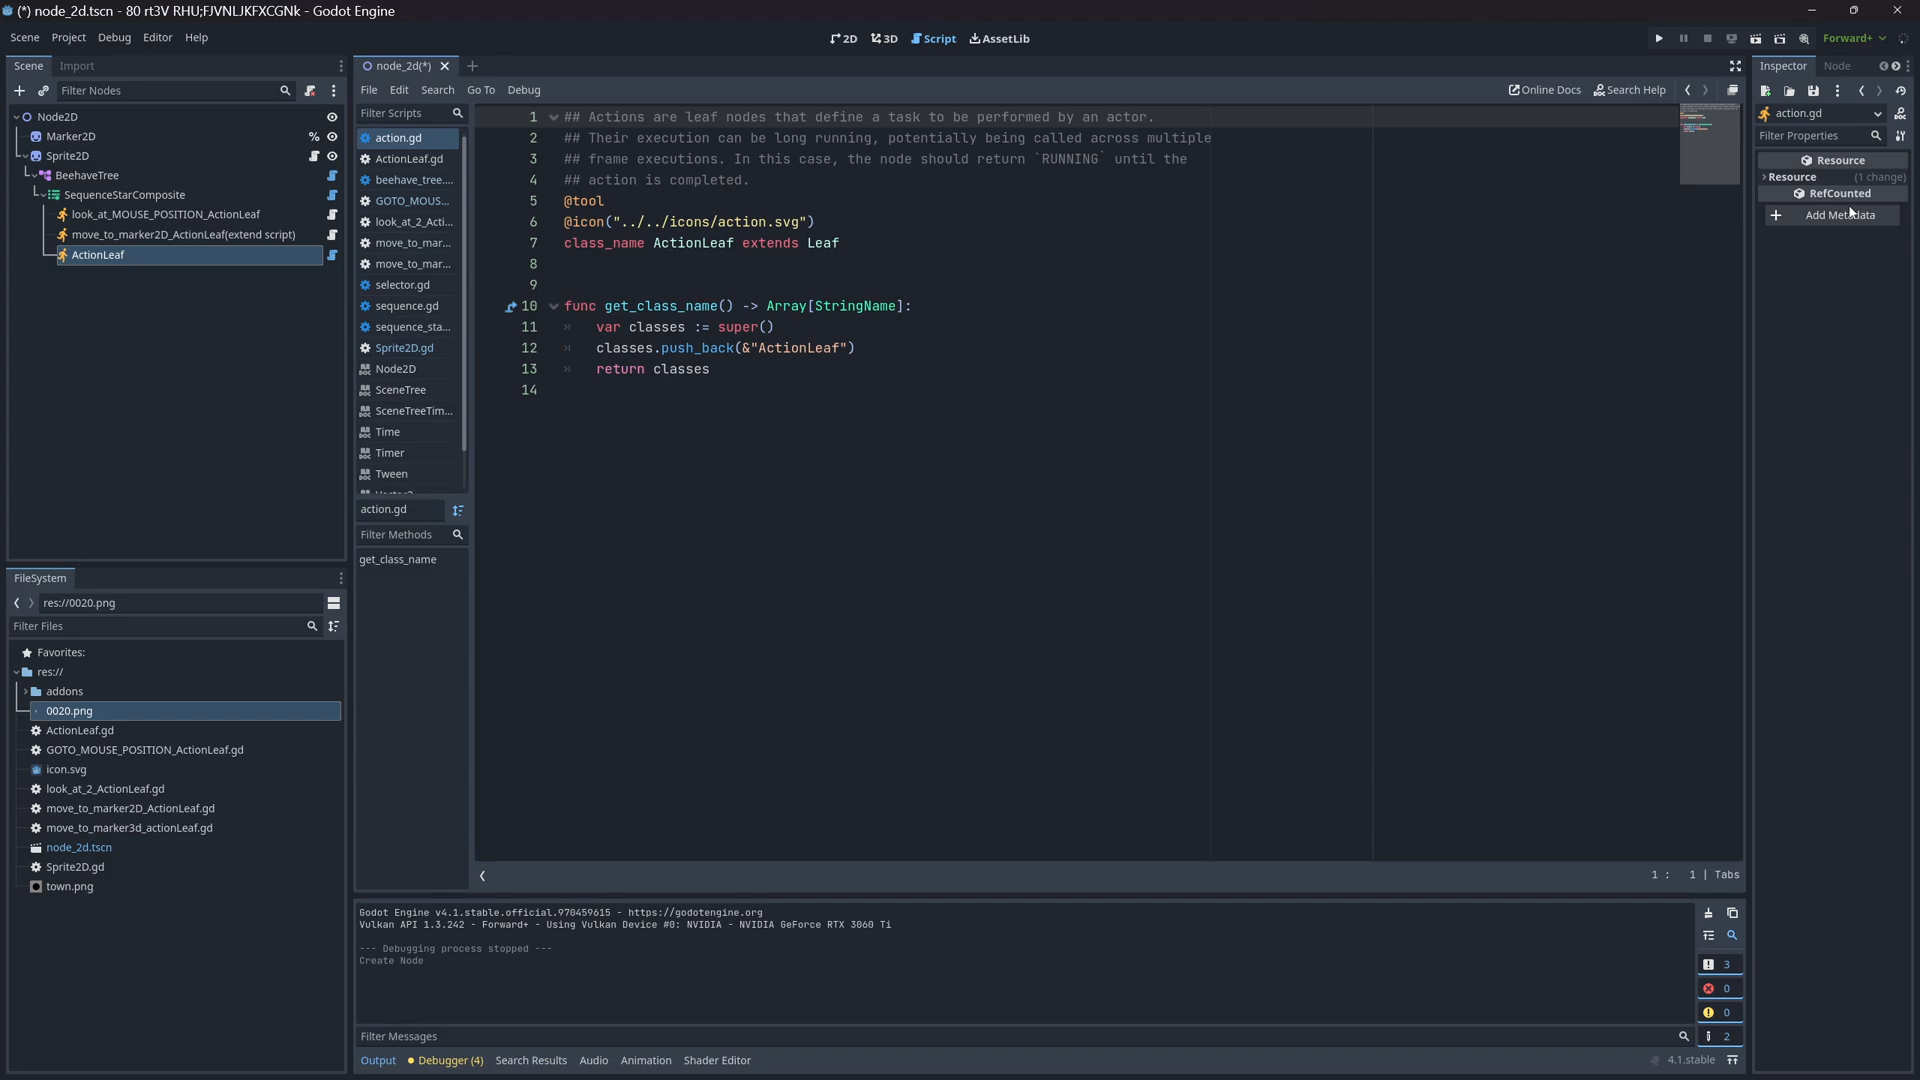 (*) node_2d.tscn - 80 rt3V RHU;FJVNLJKFXCGNk - Godot Engine
Scene Project Debug Editor Help
2D 3D Script AssetLib
Forward+
Scene Import
Filter Nodes
Node2D
Marker2D %
Sprite2D
BeehaveTree
SequenceStarComposite
look_at_MOUSE_POSITION_ActionLeaf
move_to_marker2D_ActionLeaf(extend script)
ActionLeaf
FileSystem
res://0020.png
Filter Files
Favorites:
res://
addons
0020.png
ActionLeaf.gd
GOTO_MOUSE_POSITION_ActionLeaf.gd
icon.svg
look_at_2_ActionLeaf.gd
move_to_marker2D_ActionLeaf.gd
move_to_marker3d_actionLeaf.gd
node_2d.tscn
Sprite2D.gd
town.png
node_2d(*)
File Edit Search Go To Debug
Online Docs Search Help
Filter Scripts
action.gd
ActionLeaf.gd
beehave_tree....
GOTO_MOUS...
look_at_2_Acti...
move_to_mar...
move_to_mar...
selector.gd
sequence.gd
sequence_sta...
Sprite2D.gd
Node2D
SceneTree
SceneTreeTim...
Time
Timer
Tween
action.gd
Filter Methods
get_class_name
1 ## Actions are leaf nodes that define a task to be performed by an actor.
2 ## Their execution can be long running, potentially being called across multiple
3 ## frame executions. In this case, the node should return `RUNNING` until the
4 ## action is completed.
5 @tool
6 @icon("../../icons/action.svg")
7 class_name ActionLeaf extends Leaf
8
9
10 func get_class_name() -> Array[StringName]:
11 var classes := super()
12 classes.push_back(&"ActionLeaf")
13 return classes
14
1 : 1 | Tabs
Godot Engine v4.1.stable.official.970459615 - https://godotengine.org
Vulkan API 1.3.242 - Forward+ - Using Vulkan Device #0: NVIDIA - NVIDIA GeForce RTX 3060 Ti
--- Debugging process stopped ---
Create Node
3
0
0
2
Filter Messages
Output Debugger (4) Search Results Audio Animation Shader Editor
4.1.stable
Inspector Node
action.gd
Filter Properties
Resource
Resource (1 change)
RefCounted
Add Metadata